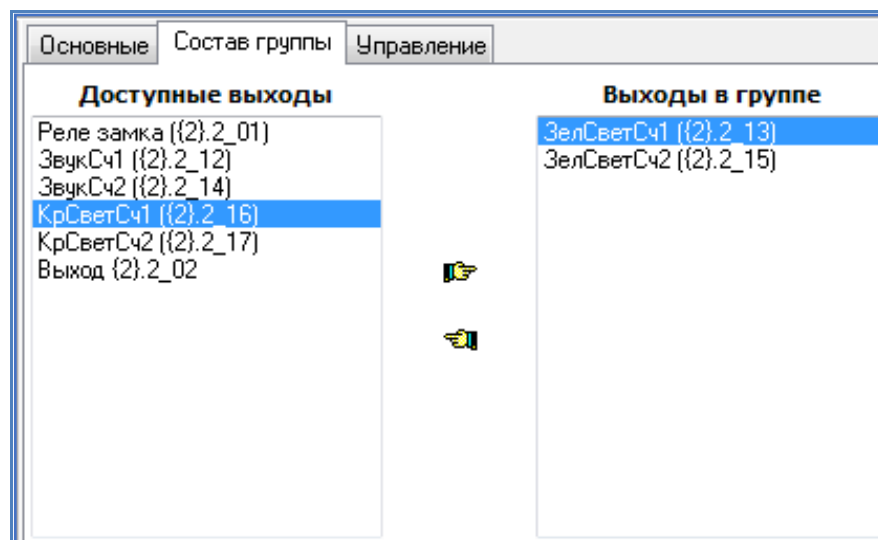 Основные Состав группы Управление
Доступные выходы
Реле замка ({2}.2_01)
ЗвукСч1 ({2}.2_12)
ЗвукСч2 ({2}.2_14)
КрСветСч1 ({2}.2_16)
КрСветСч2 ({2}.2_17)
Выход {2}.2_02
Выходы в группе
ЗелСветСч1 ({2}.2_13)
ЗелСветСч2 ({2}.2_15)